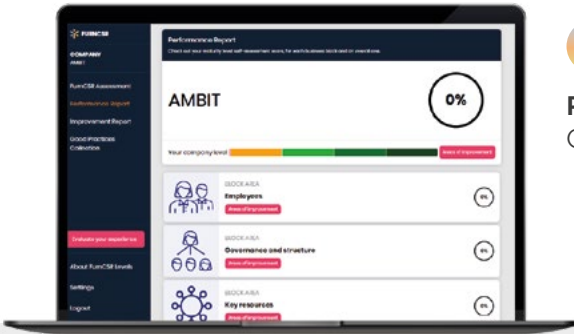 FURNCSR
COMPANY
AMBIT
FurnCSR Assessment
Performance Report
Improvement Report
Good Practices
Collection
Evaluate your experience
About FurnCSR Levels
Settings
Logout
Performance Report
Check out your maturity level self-assessment score, for each business block and on overall one.
AMBIT
0%
Your company level
Areas of improvement
BLOCK AREA
Employees
Areas of improvement
0%
BLOCK AREA
Governance and structure
Areas of improvement
0%
BLOCK AREA
Key resources
Areas of improvement
0%